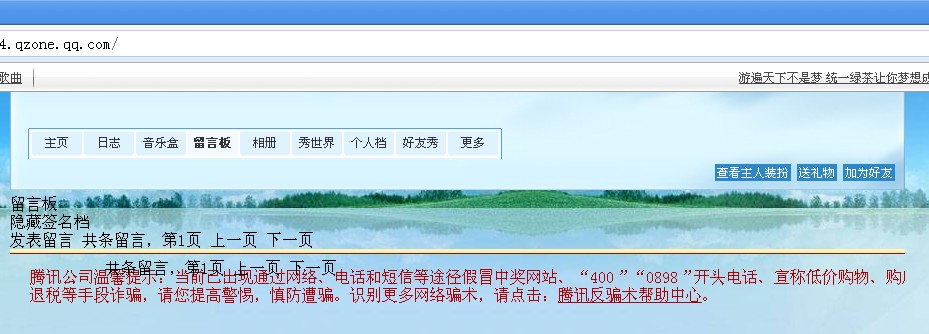 4.qzone.qq.com/
歌曲
游遍天下不是梦 统一绿茶让你梦想成
主页 日志 音乐盒 留言板 相册 秀世界 个人档 好友秀 更多
查看主人装扮 送礼物 加为好友
留言板
隐藏签名档
发表留言 共条留言，第1页 上一页 下一页
共条留言，第1页 上一页 下一页
腾讯公司温馨提示：当前已出现通过网络、电话和短信等途径假冒中奖网站、“400 ”“0898 ”开头电话、宣称低价购物、购
退税等手段诈骗，请您提高警惕，慎防遭骗。识别更多网络骗术，请点击：腾讯反骗术帮助中心。